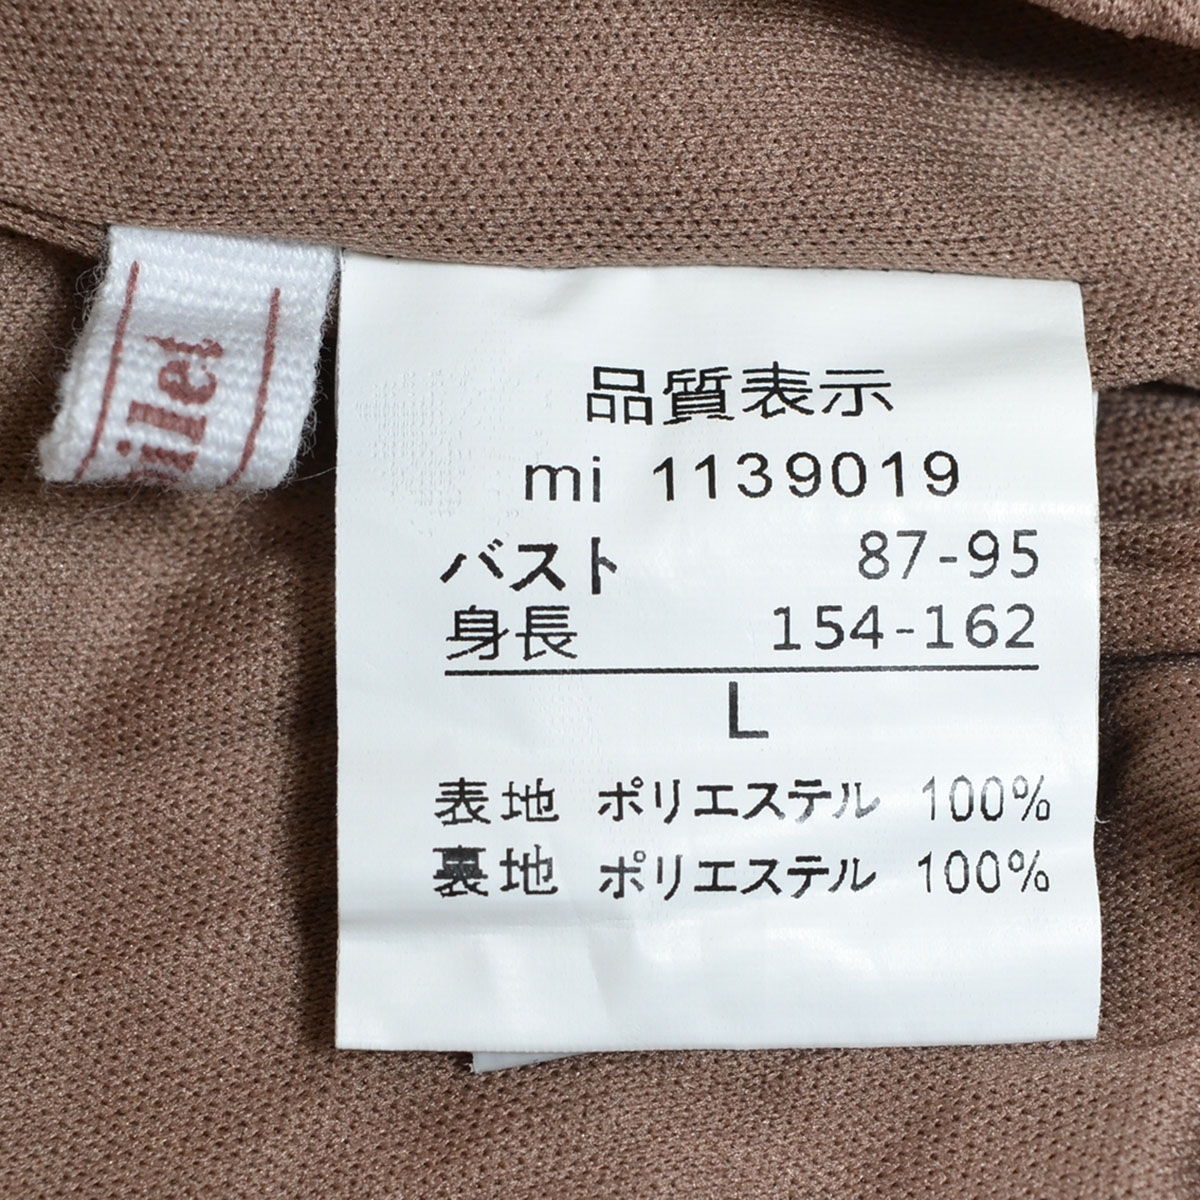 品質表示
mi 1139019
バスト 87-95
身長 154-162
L
表地 ポリエステル 100%
裏地 ポリエステル 100%